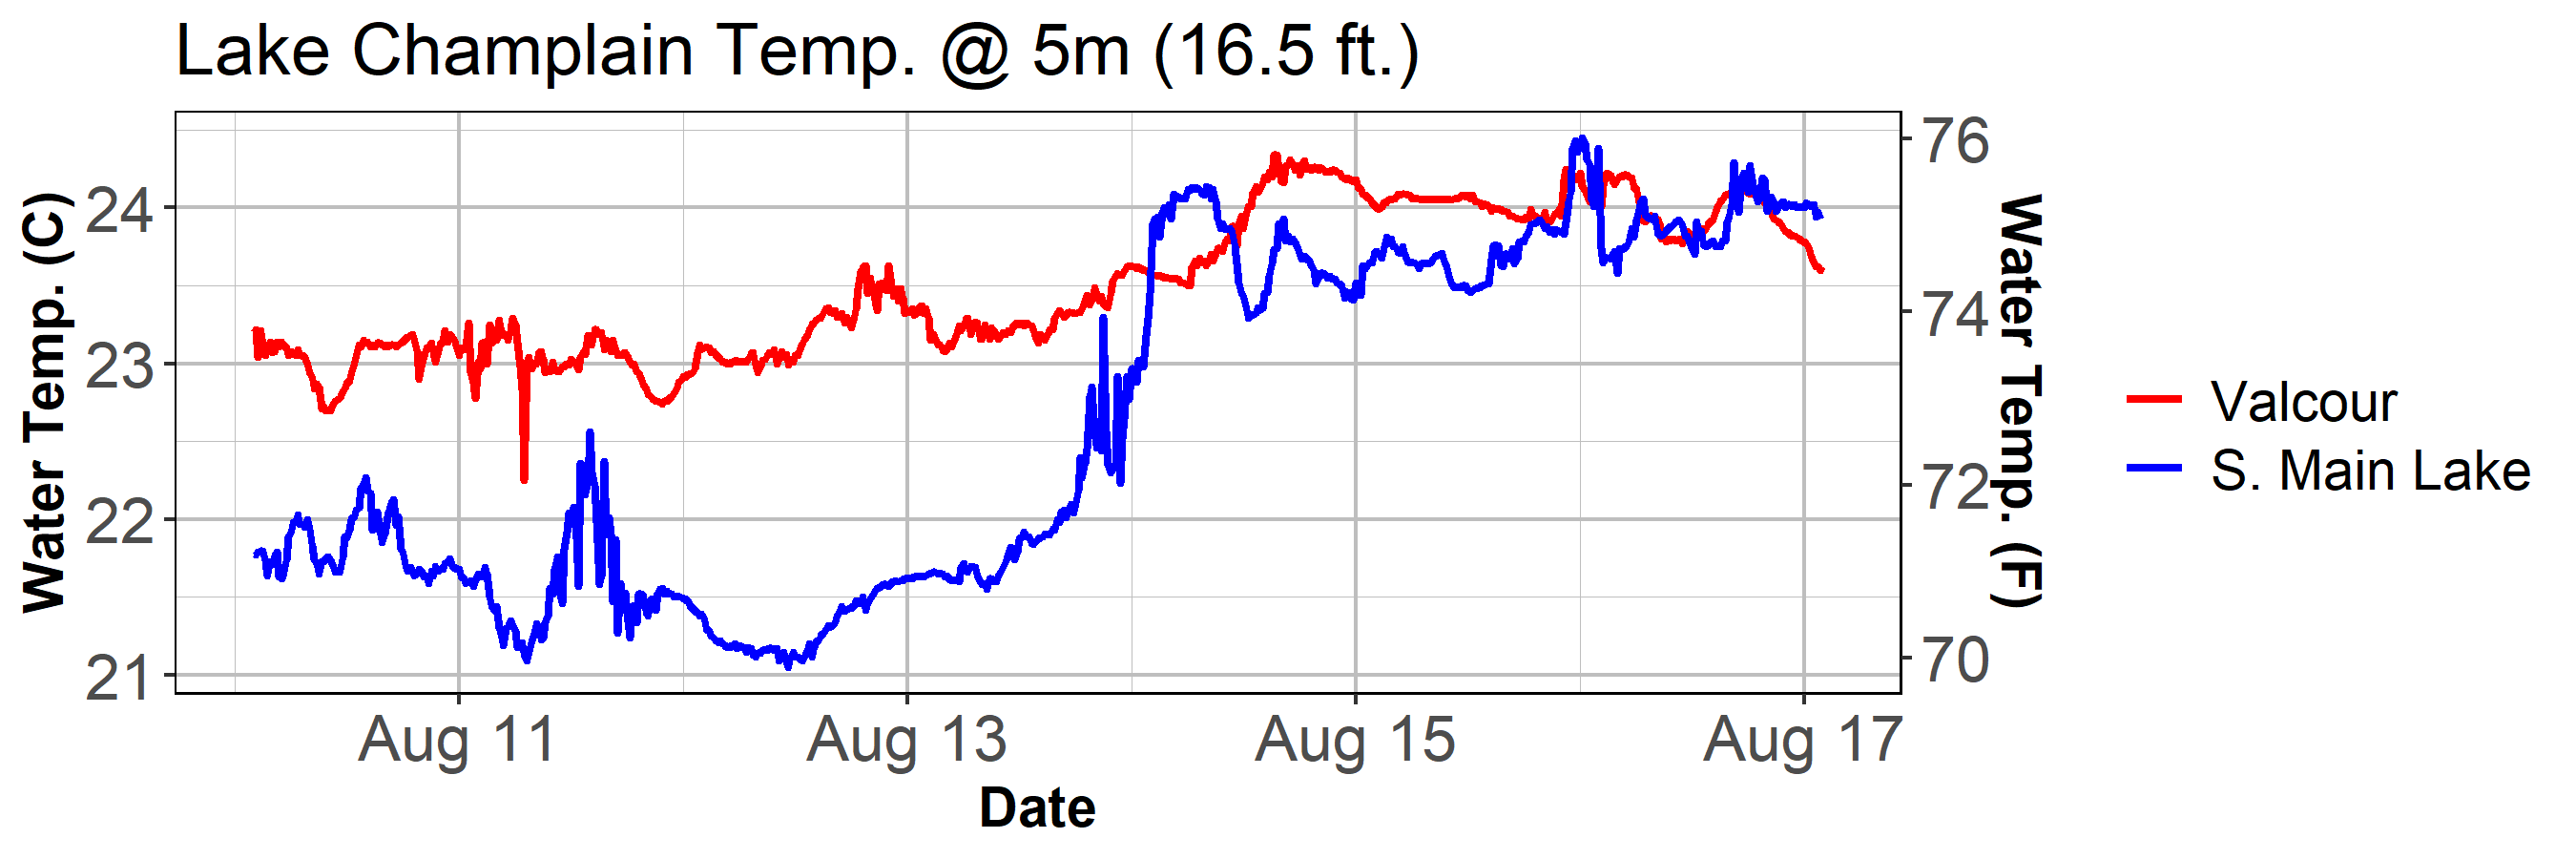 Lake Champlain Temp. @ 5m (16.5 ft.)
Water Temp. (C)
24
23
22
21
76
74
72
70
Water Temp. (F)
Aug 11
Aug 13
Aug 15
Aug 17
Date
Valcour
S. Main Lake